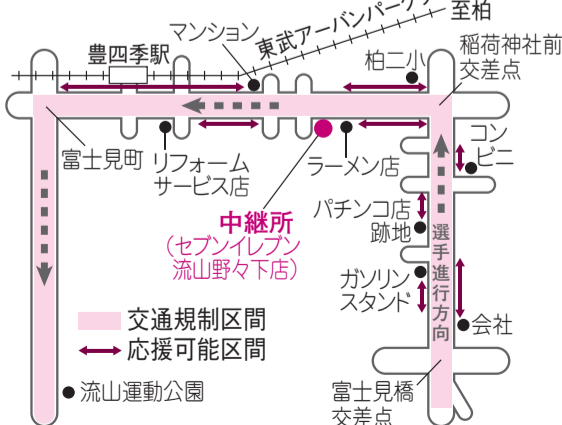 東武アーバンパークライン
至柏
マンション
豊四季駅
柏二小
稲荷神社前
交差点
富士見町
リフォーム
サービス店
ラーメン店
コン
ビニ
中継所
(セブンイレブン
流山野々下店)
パチンコ店
跡地
選手進行方向
ガソリン
スタンド
会社
交通規制区間
応援可能区間
流山運動公園
富士見橋
交差点